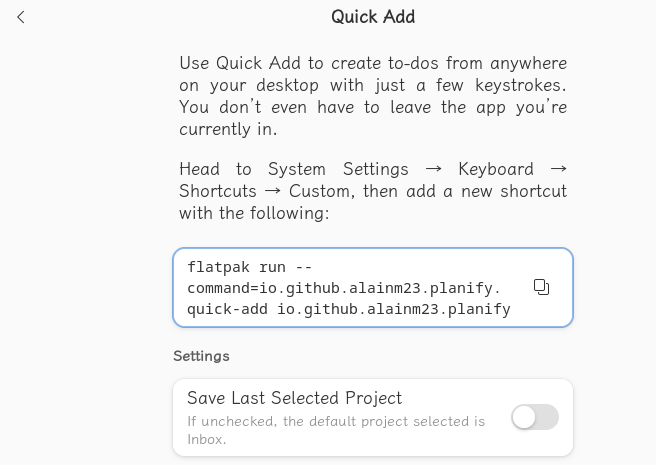 Quick Add
Use Quick Add to create to-dos from anywhere
on your desktop with just a few keystrokes.
You don't even have to leave the app you're
currently in.
Head to System Settings → Keyboard →
Shortcuts → Custom, then add a new shortcut
with the following:
flatpak run --
command=io.github.alainm23.planify.
quick-add io.github.alainm23.planify
Settings
Save Last Selected Project
If unchecked, the default project selected is
Inbox.